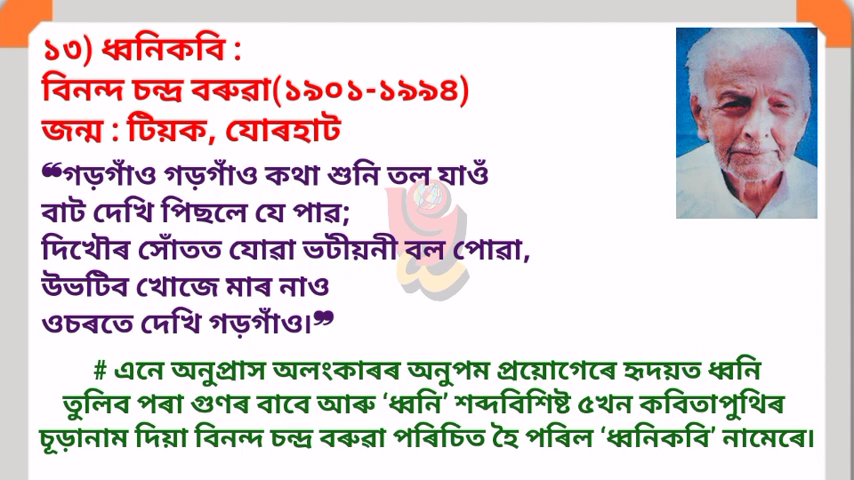 ১৩) ধ্বনিকবি :
বিনন্দ চন্দ্ৰ বৰুৱা(১৯০১-১৯৯৪)
জন্ম : টিয়ক, যোৰহাট
❝গড়গাঁও গড়গাঁও কথা শুনি তল যাওঁ
বাট দেখি পিছলে যে পাৱ;
দিখৌৰ সোঁতত যোৱা ভটীয়নী বল পোৱা,
উভটিব খোজে মাৰ নাও
ওচৰতে দেখি গড়গাঁও।❞
# এনে অনুপ্ৰাস অলংকাৰৰ অনুপম প্ৰয়োগেৰে হৃদয়ত ধ্বনি
তুলিব পৰা গুণৰ বাবে আৰু ‘ধ্বনি’ শব্দবিশিষ্ট ৫খন কবিতাপুথিৰ
চূড়ানাম দিয়া বিনন্দ চন্দ্ৰ বৰুৱা পৰিচিত হৈ পৰিল ‘ধ্বনিকবি’ নামেৰে।